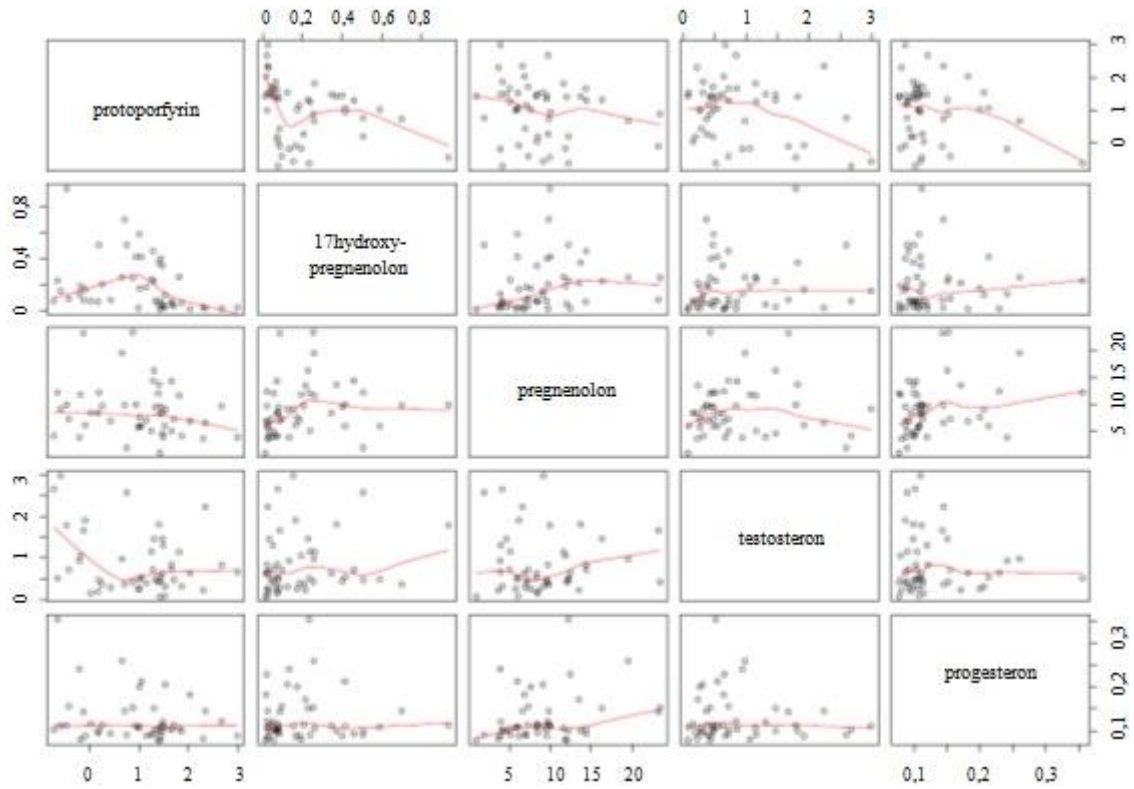 0 0,2 0,4 0,6 0,8
0 1 2 3
protoporfyrin
0 1 2 3
0 0,4 0,8
17hydroxy-
pregnenolon
pregnenolon
5 10 15 20
0 1 2 3
testosteron
progesteron
0,1 0,2 0,3
0 1 2 3
5 10 15 20
0,1 0,2 0,3